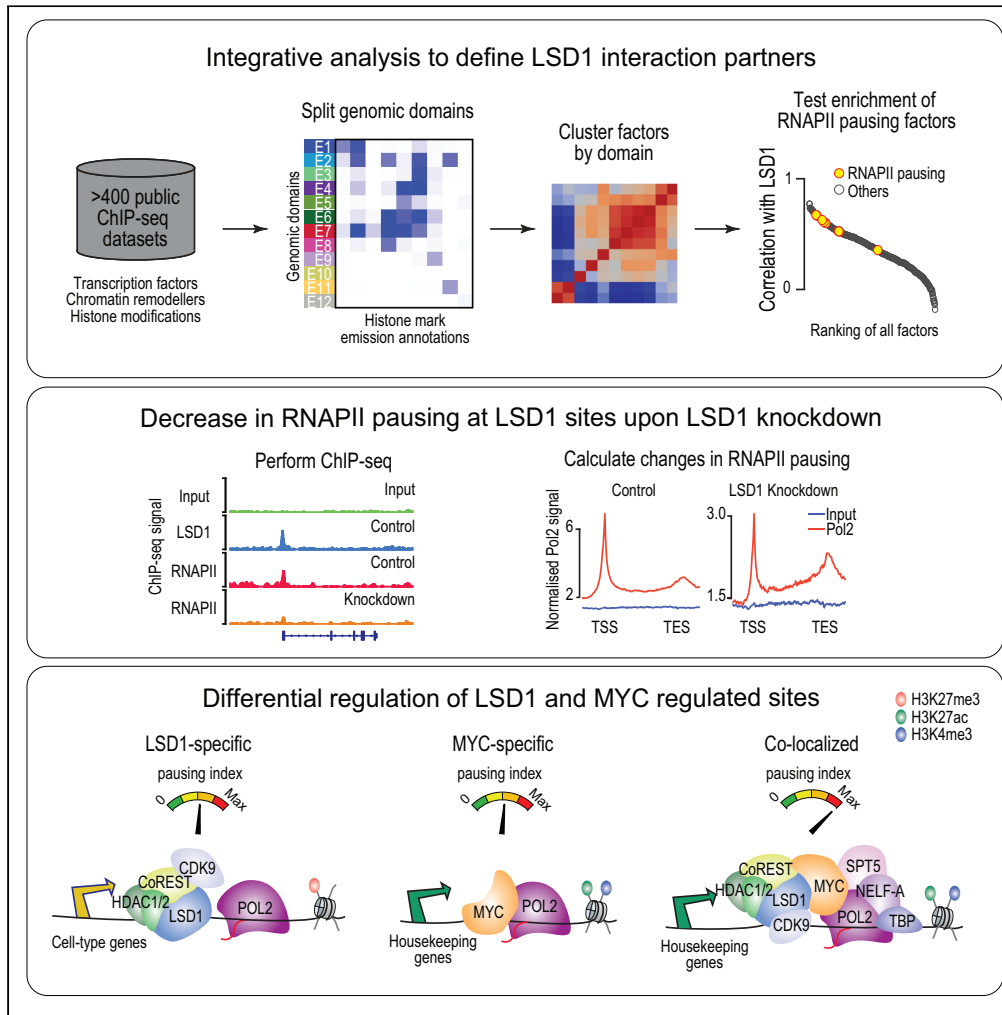 Integrative analysis to define LSD1 interaction partners
>400 public
ChIP-seq
datasets
Transcription factors
Chromatin remodellers
Histone modifications
Split genomic domains
Genomic domains
E1
E2
E3
E4
E5
E6
E7
E8
E9
E10
E11
E12
Histone mark
emission annotations
Cluster factors
by domain
Test enrichment of
RNAPII pausing factors
Correlation with LSD1
1
0
RNAPII pausing
Others
Ranking of all factors
Decrease in RNAPII pausing at LSD1 sites upon LSD1 knockdown
Perform ChIP-seq
ChIP-seq signal
Input
Input
LSD1
Control
RNAPII
Control
RNAPII
Knockdown
Calculate changes in RNAPII pausing
Control
LSD1 Knockdown
Normalised Pol2 signal
6
2
TSS
TES
3.0
1.5
Input
Pol2
TSS
TES
Differential regulation of LSD1 and MYC regulated sites
H3K27me3
H3K27ac
H3K4me3
LSD1-specific
pausing index
0
Max
CDK9
CoREST
HDAC1/2
LSD1
POL2
Cell-type genes
MYC-specific
pausing index
0
Max
MYC
POL2
Housekeeping
genes
Co-localized
pausing index
0
Max
SPT5
CoREST
MYC
NELF-A
HDAC1/2
LSD1
POL2
TBP
CDK9
Housekeeping
genes